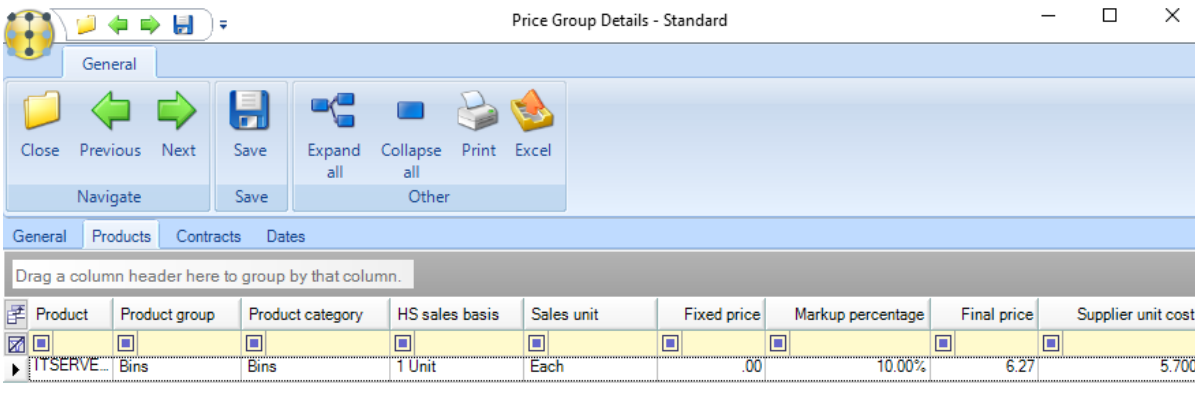 Price Group Details - Standard
General
Close Previous Next Save Expand all Collapse all Print Excel
Navigate Save Other
General Products Contracts Dates
Drag a column header here to group by that column.
Product Product group Product category HS sales basis Sales unit Fixed price Markup percentage Final price Supplier unit cost
ITSERVE... Bins Bins 1 Unit Each .00 10.00% 6.27 5.700